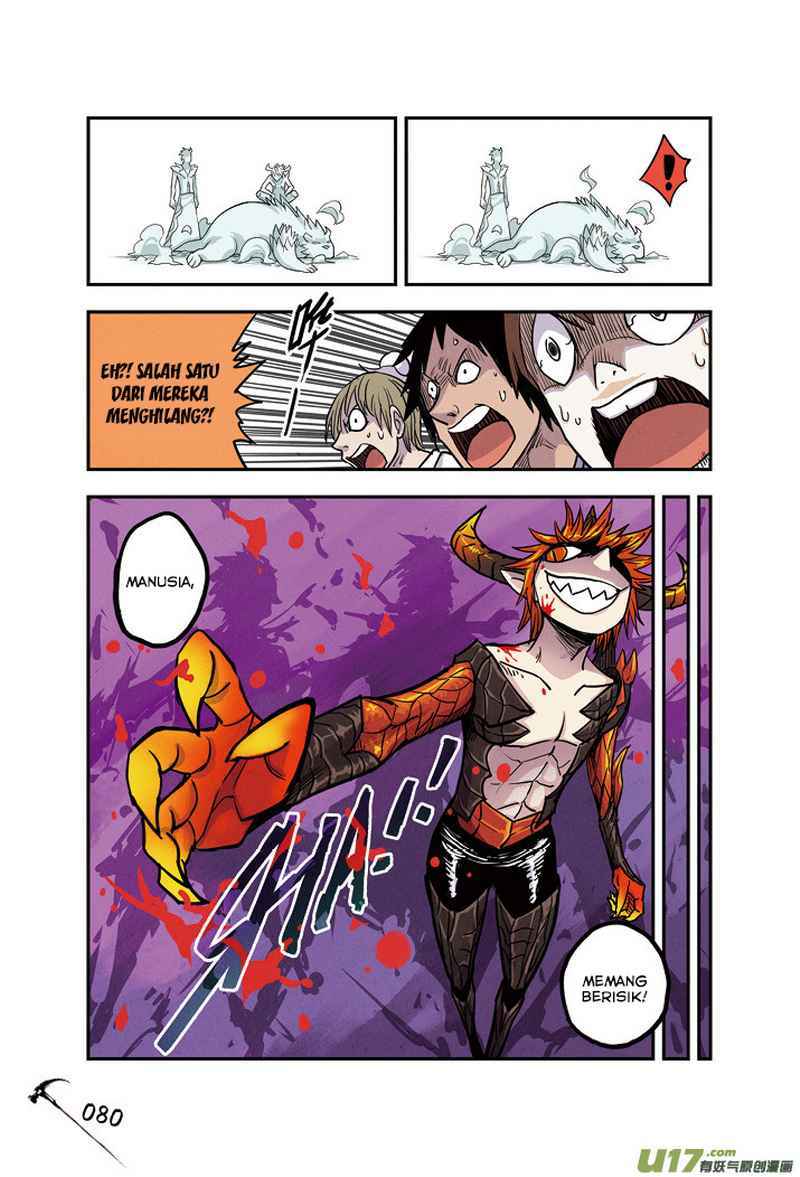 !
EH?! SALAH SATU
DARI MEREKA
MENGHILANG?!
MANUSIA,
CHA!!
MEMANG
BERISIK!
080
U17.com
有妖气原创漫画